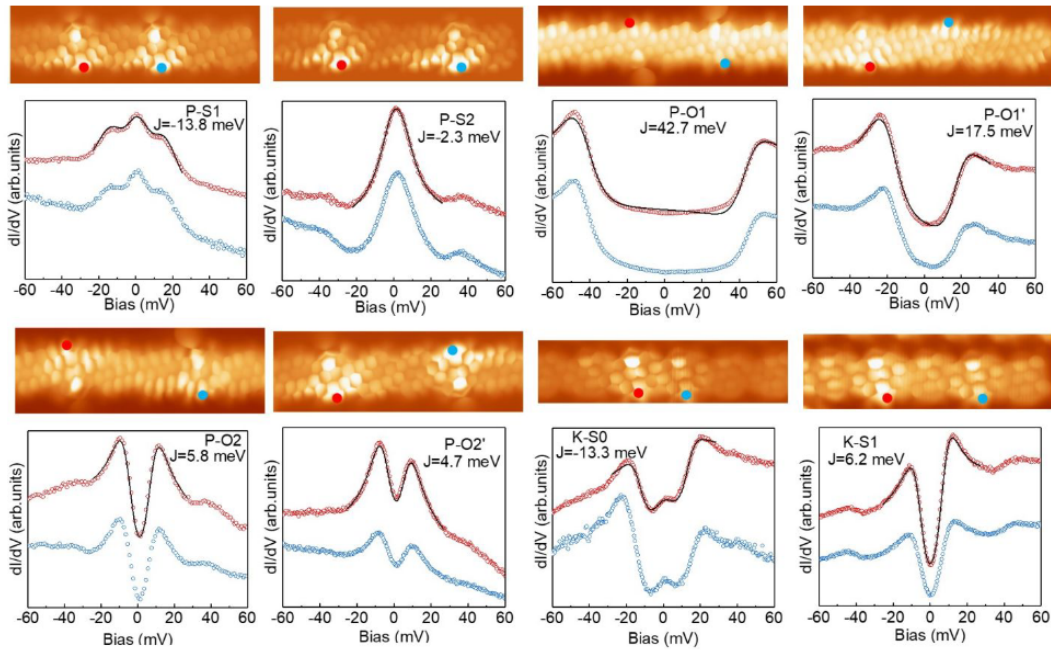 P-S1
J=-13.8 meV
dI/dV (arb.units)
-60 -40 -20 0 20 40 60
Bias (mV)
P-S2
J=-2.3 meV
dI/dV (arb.units)
-60 -40 -20 0 20 40 60
Bias (mV)
P-O1
J=42.7 meV
dI/dV (arb.units)
-60 -40 -20 0 20 40 60
Bias (mV)
P-O1'
J=17.5 meV
dI/dV (arb.units)
-60 -40 -20 0 20 40 60
Bias (mV)
P-O2
J=5.8 meV
dI/dV (arb.units)
-60 -40 -20 0 20 40 60
Bias (mV)
P-O2'
J=4.7 meV
dI/dV (arb.units)
-60 -40 -20 0 20 40 60
Bias (mV)
K-S0
J=-13.3 meV
dI/dV (arb.units)
-60 -40 -20 0 20 40 60
Bias (mV)
K-S1
J=6.2 meV
dI/dV (arb.units)
-60 -40 -20 0 20 40 60
Bias (mV)